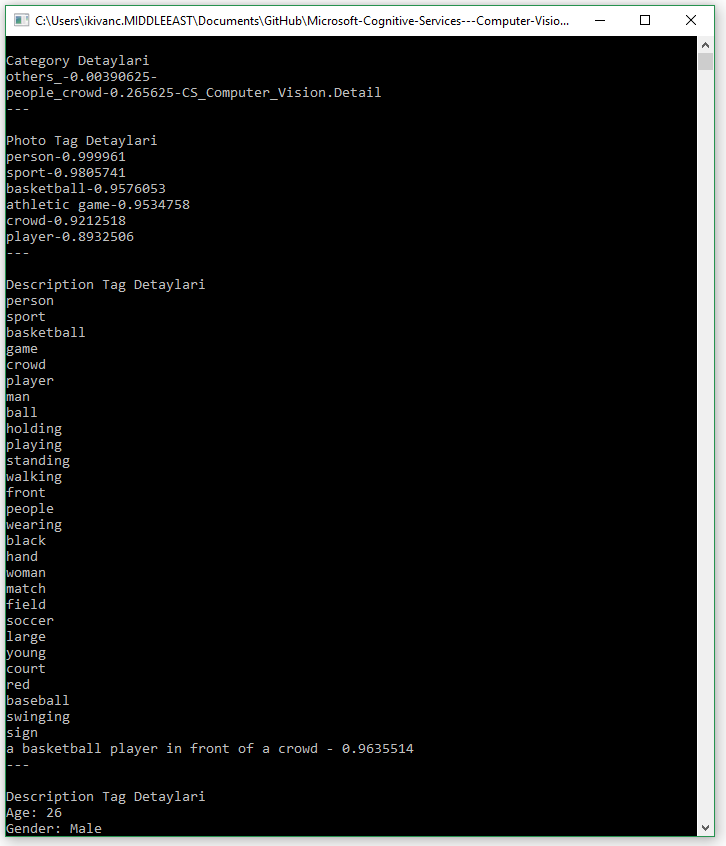 C:\Users\ikivanc.MIDDLEEAST\Documents\GitHub\Microsoft-Cognitive-Services---Computer-Visio...
Category Detaylari
others_-0.00390625-
people_crowd-0.265625-CS_Computer_Vision.Detail
---
Photo Tag Detaylari
person-0.999961
sport-0.9805741
basketball-0.9576053
athletic game-0.9534758
crowd-0.9212518
player-0.8932506
---
Description Tag Detaylari
person
sport
basketball
game
crowd
player
man
ball
holding
playing
standing
walking
front
people
wearing
black
hand
woman
match
field
soccer
large
young
court
red
baseball
swinging
sign
a basketball player in front of a crowd - 0.9635514
---
Description Tag Detaylari
Age: 26
Gender: Male